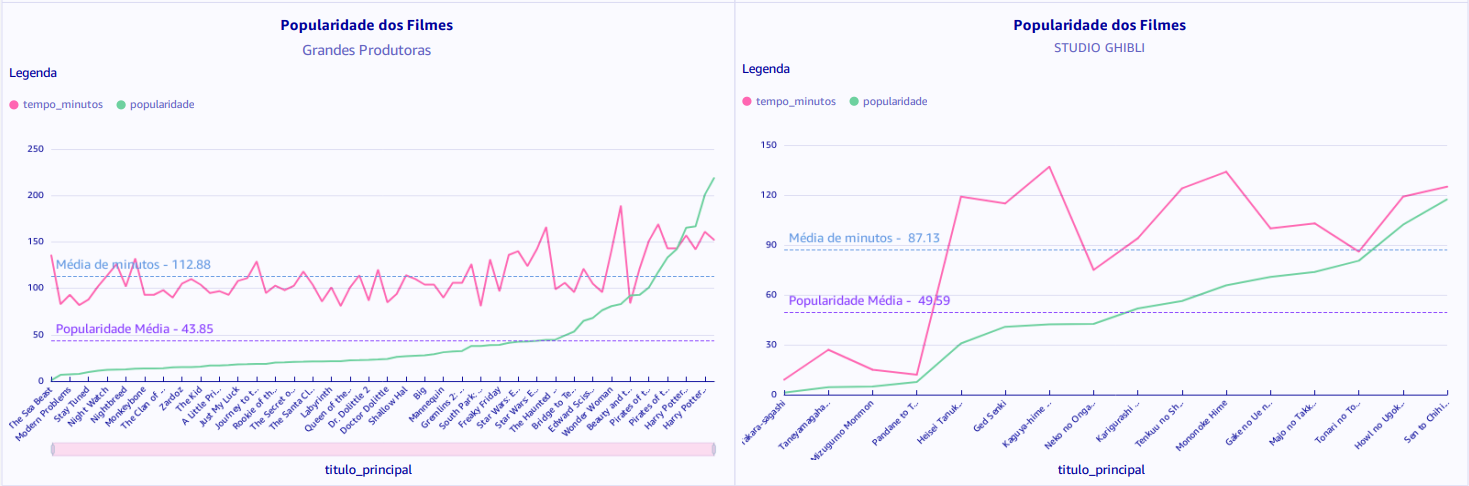 Popularidade dos Filmes
Grandes Produtoras
Legenda
tempo_minutos
popularidade
250
200
150
100
50
0
Média de minutos - 112.88
Popularidade Média - 43.85
The Sea Beast
Modern Problems
Stay Tuned
Night Watch
Nightbreed
Monkeybone
The Clan of ..
Zardoz
The Kid
A Little Pri..
Just My Luck
Journey to t..
Rookie of th..
The Secret o..
The Santa Cl..
Labyrinth
Queen of the..
Dr. Dolittle 2
Doctor Dolittle
Shallow Hal
Big
Mannequin
Gremlins 2: ..
South Park: ..
Freaky Friday
Star Wars: E..
Star Wars: E..
The Haunted ..
Bridge to Te..
Edward Sciss..
Wonder Woman
Beauty and t..
Pirates of t..
Pirates of t..
Harry Potter..
Harry Potter..
titulo_principal
Popularidade dos Filmes
STUDIO GHIBLI
Legenda
tempo_minutos
popularidade
150
120
90
60
30
0
Média de minutos - 87.13
Popularidade Média - 49.59
Taneyamagaha..
Mizugumo Monmon
Pandane to T..
Heisei Tanuk..
Ged Senki
Kaguya-hime ..
Neko no Onga..
Karigurashi ..
Tenkuu no Sh..
Mononoke Hime
Gake no Ue n..
Majo no Takk..
Tonari no To..
Howl no Ugok..
Sen to Chihi..
titulo_principal